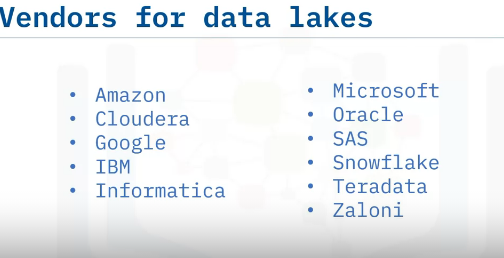 Vendors for data lakes
• Amazon
• Cloudera
• Google
• IBM
• Informatica
• Microsoft
• Oracle
• SAS
• Snowflake
• Teradata
• Zaloni